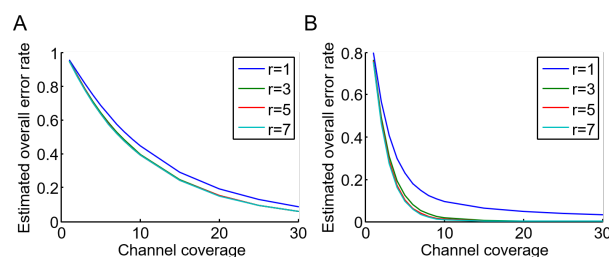 A
Estimated overall error rate
1
0.8
0.6
0.4
0.2
0
0
10
20
30
Channel coverage
r=1
r=3
r=5
r=7
B
Estimated overall error rate
0.8
0.6
0.4
0.2
0
0
10
20
30
Channel coverage
r=1
r=3
r=5
r=7